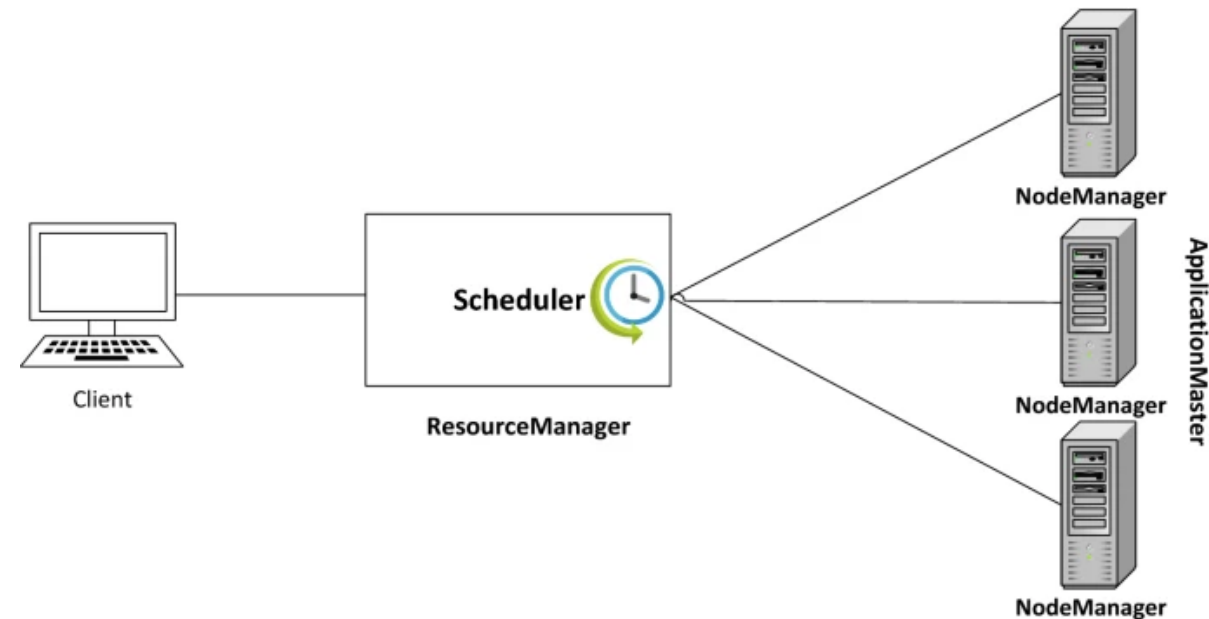 Client
Scheduler
ResourceManager
NodeManager
NodeManager
NodeManager
ApplicationMaster